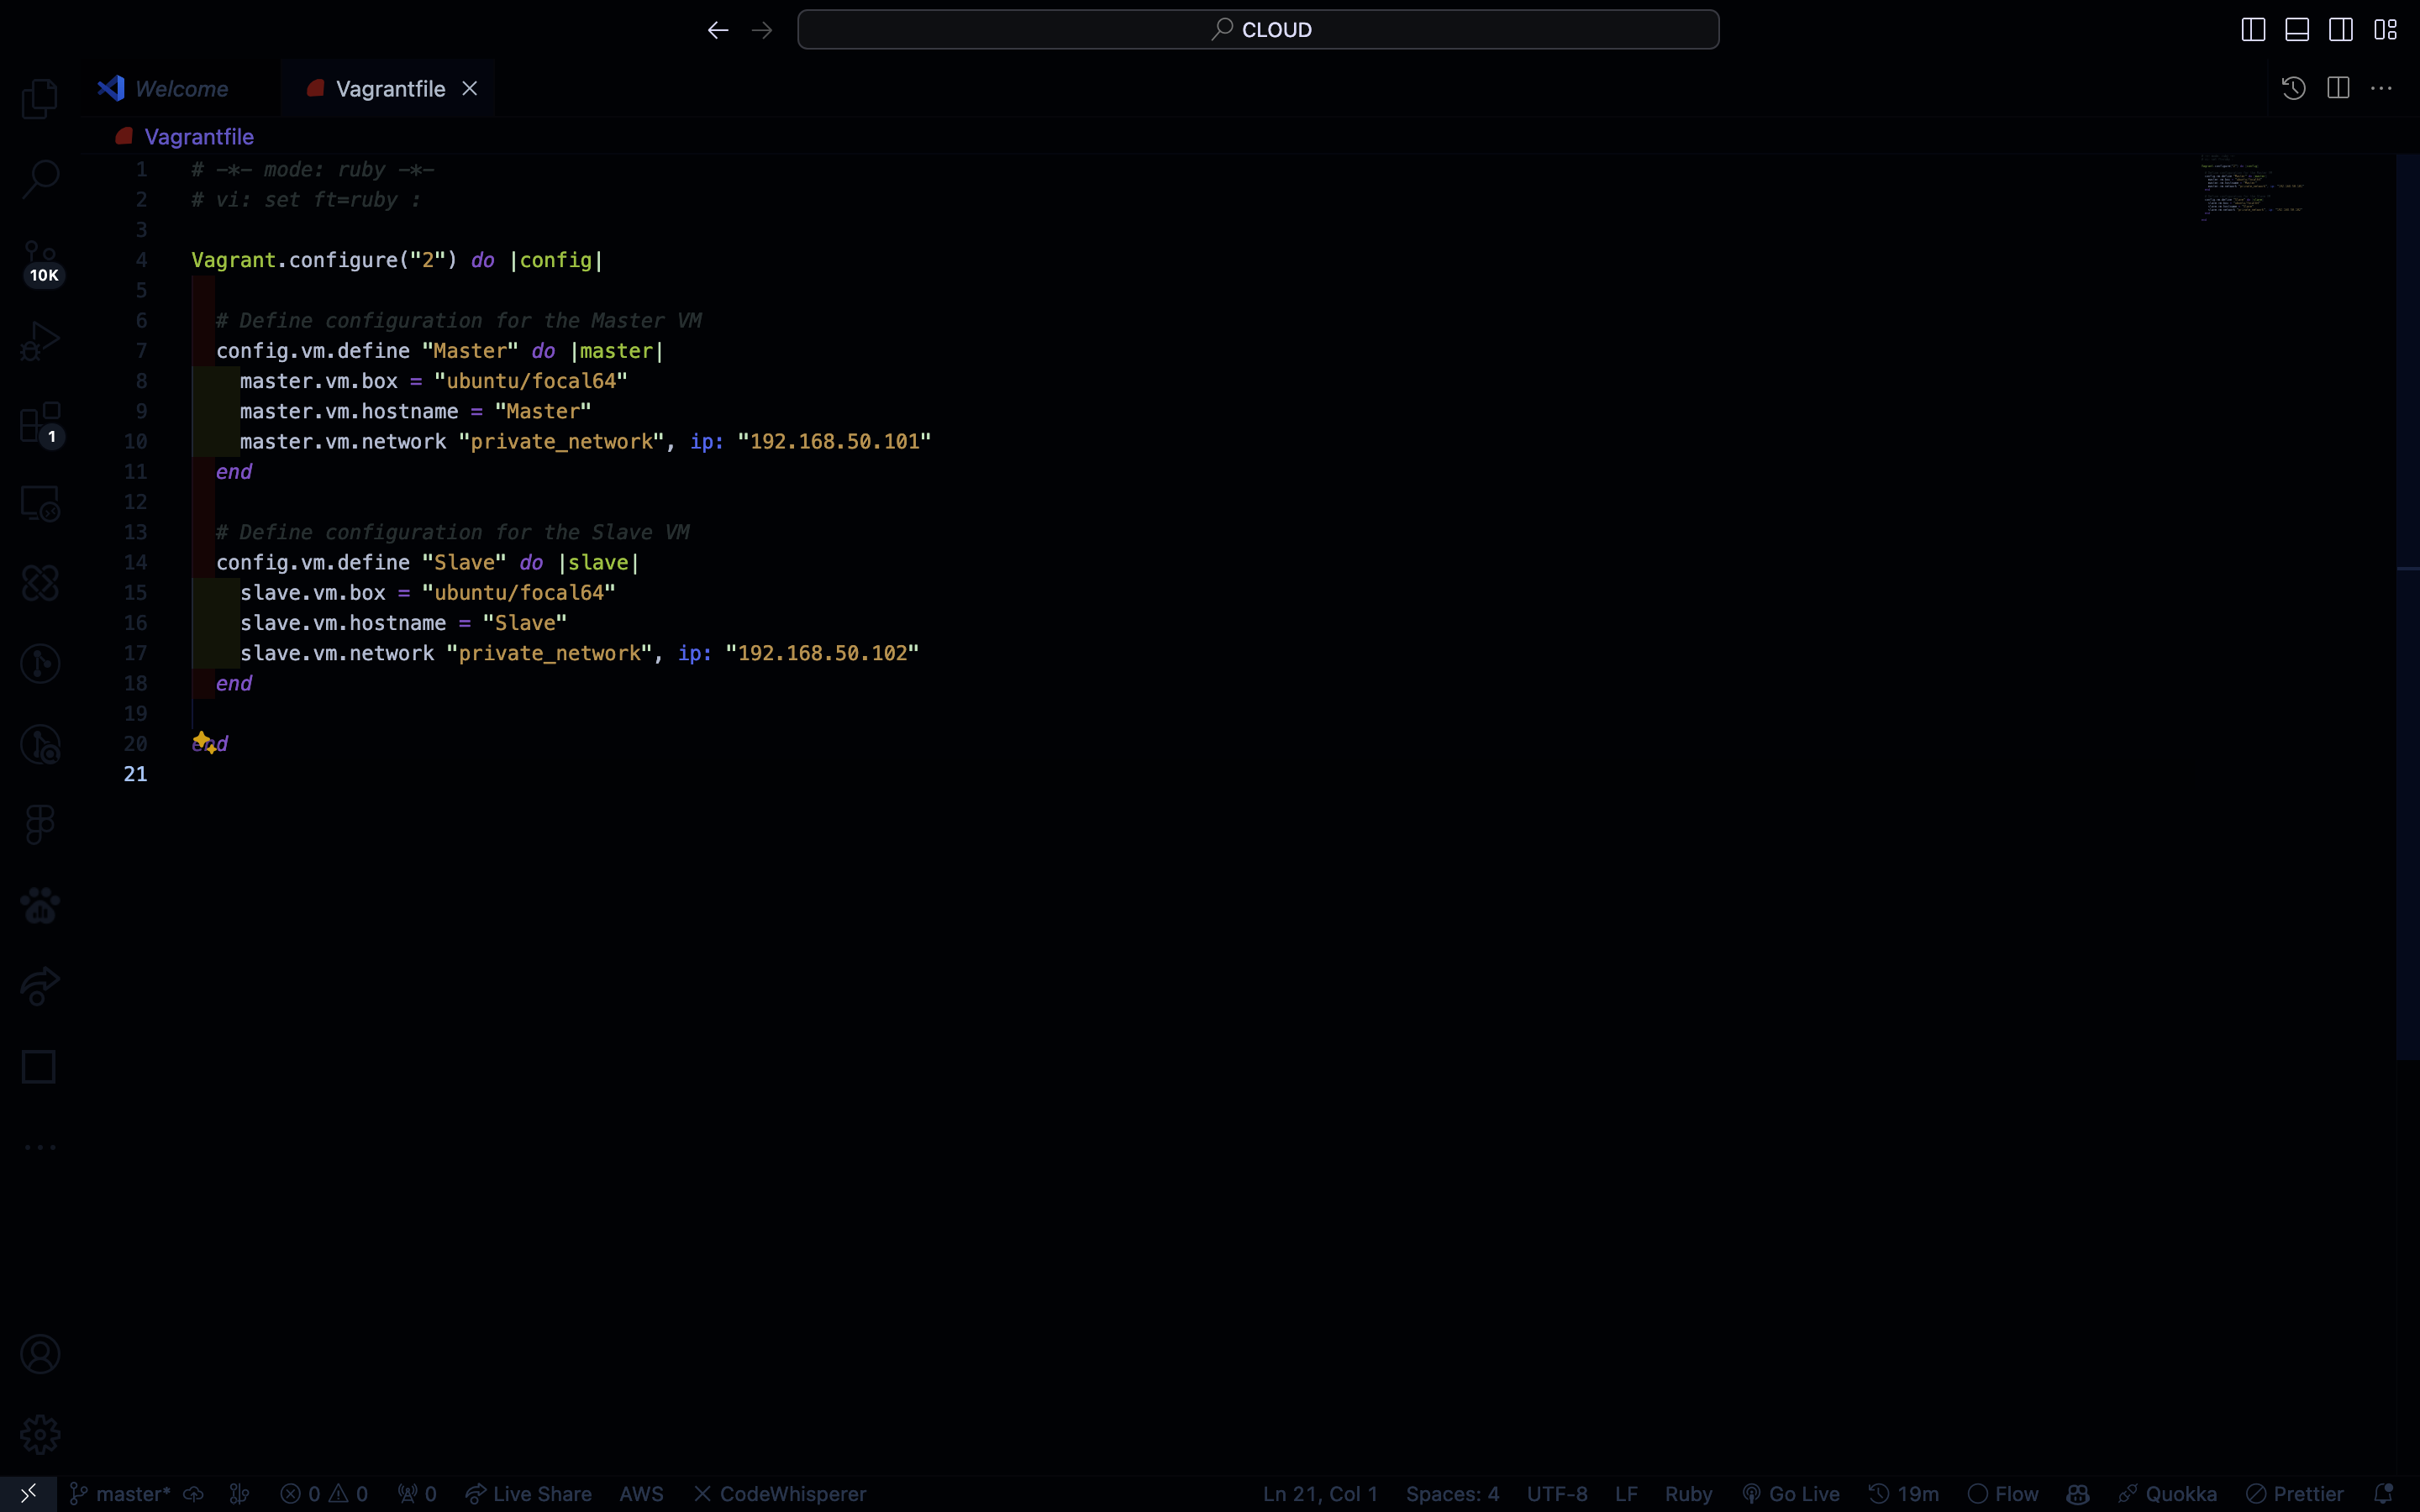 CLOUD
Welcome
Vagrantfile
Vagrantfile
1 # -*- mode: ruby -*-
2 # vi: set ft=ruby :
3
4 Vagrant.configure("2") do |config|
5
6 # Define configuration for the Master VM
7 config.vm.define "Master" do |master|
8 master.vm.box = "ubuntu/focal64"
9 master.vm.hostname = "Master"
10 master.vm.network "private_network", ip: "192.168.50.101"
11 end
12
13 # Define configuration for the Slave VM
14 config.vm.define "Slave" do |slave|
15 slave.vm.box = "ubuntu/focal64"
16 slave.vm.hostname = "Slave"
17 slave.vm.network "private_network", ip: "192.168.50.102"
18 end
19
20 end
21
10K
1
master* 0 0 0 Live Share AWS CodeWhisperer Ln 21, Col 1 Spaces: 4 UTF-8 LF Ruby Go Live 19m Flow Quokka Prettier